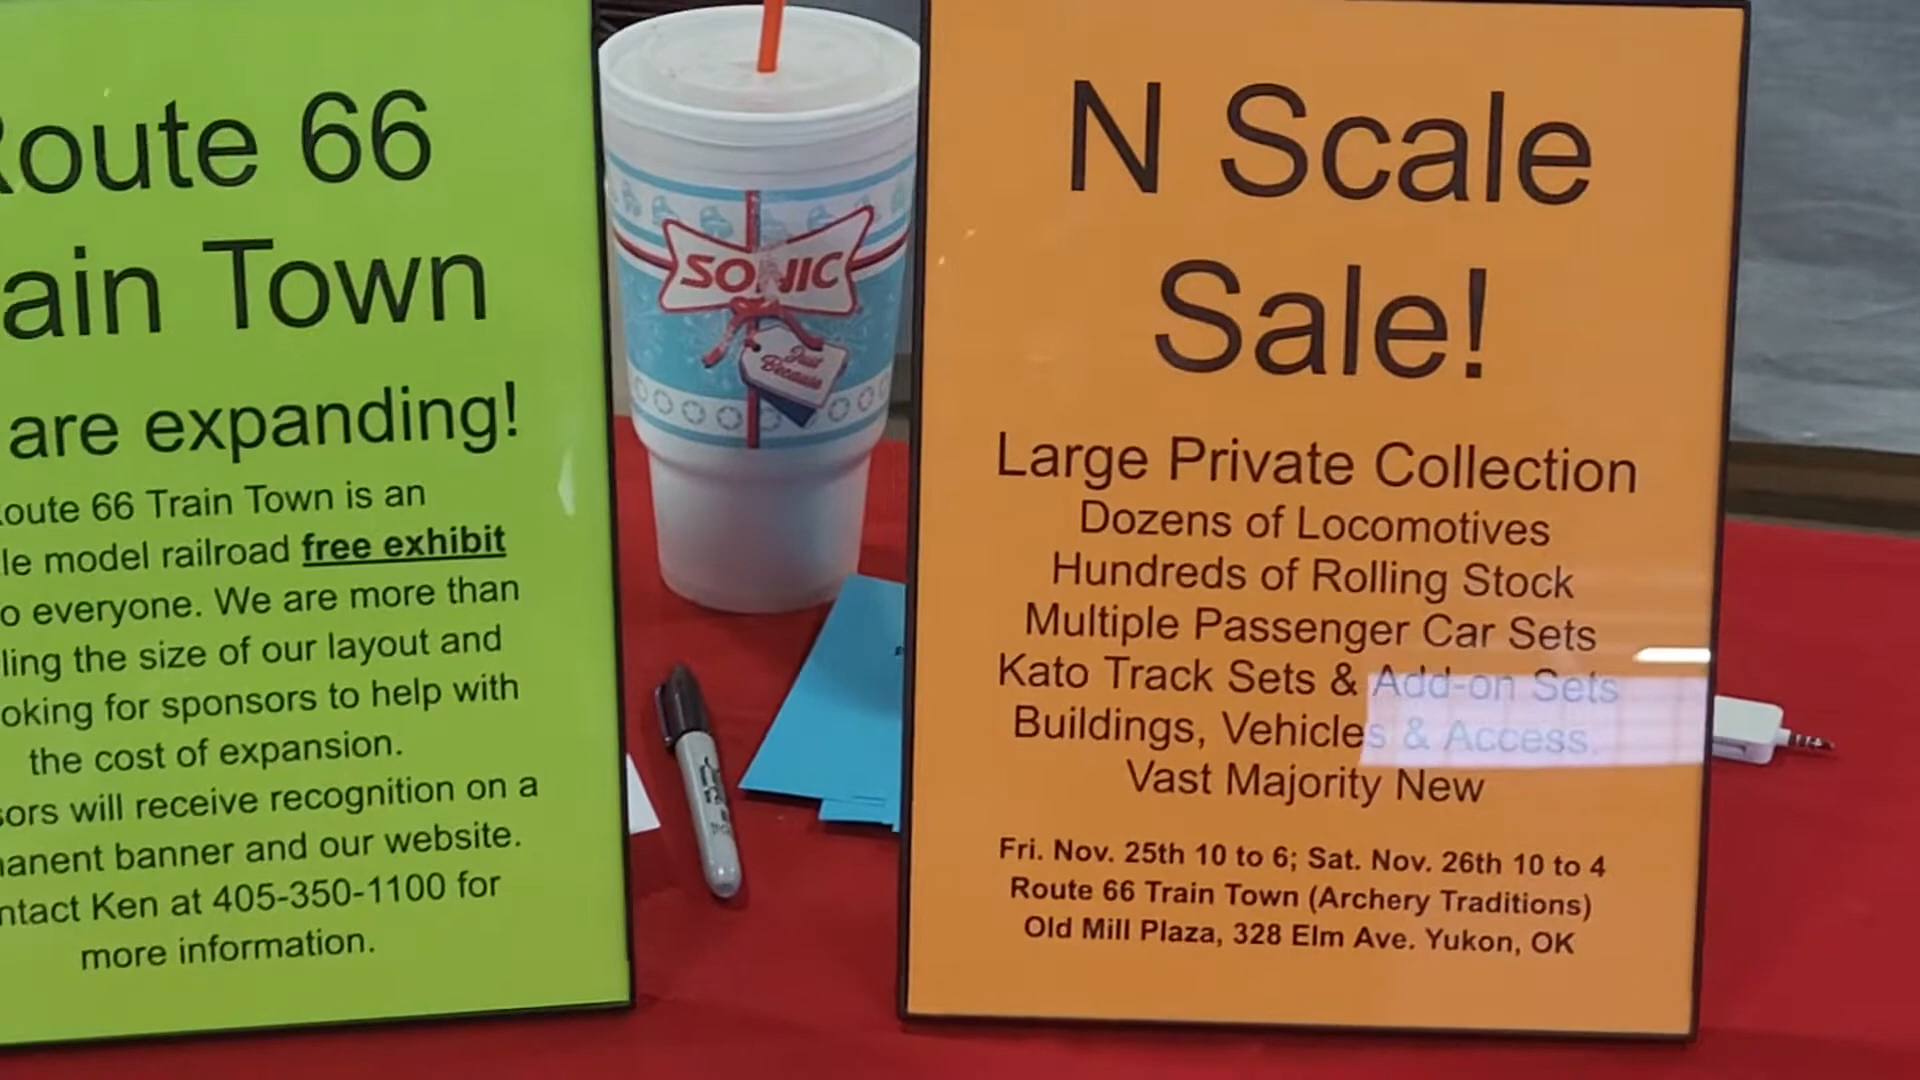 Route 66
ain Town
are expanding!
oute 66 Train Town is an
le model railroad free exhibit
o everyone. We are more than
ling the size of our layout and
oking for sponsors to help with
the cost of expansion.
sors will receive recognition on a
manent banner and our website.
ntact Ken at 405-350-1100 for
more information.
SONIC
Just
Because
N Scale
Sale!
Large Private Collection
Dozens of Locomotives
Hundreds of Rolling Stock
Multiple Passenger Car Sets
Kato Track Sets & Add-on Sets
Buildings, Vehicles & Access.
Vast Majority New
Fri. Nov. 25th 10 to 6; Sat. Nov. 26th 10 to 4
Route 66 Train Town (Archery Traditions)
Old Mill Plaza, 328 Elm Ave. Yukon, OK